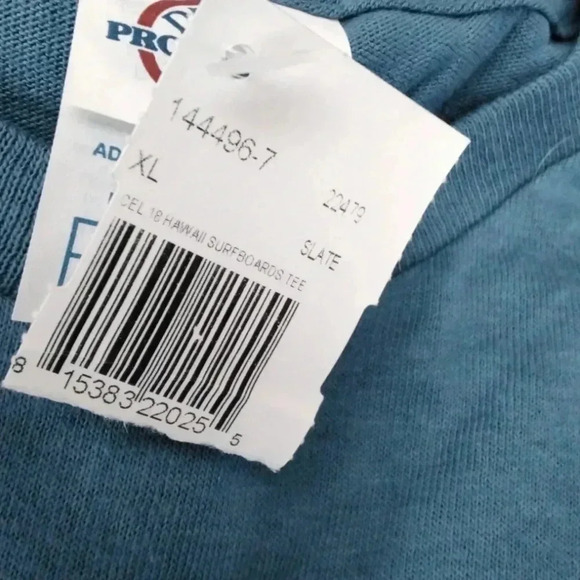 PRO
AD
144496-7
XL
22479
SLATE
CEL 18 HAWAII SURFBOARDS TEE
8 15383 22025 5